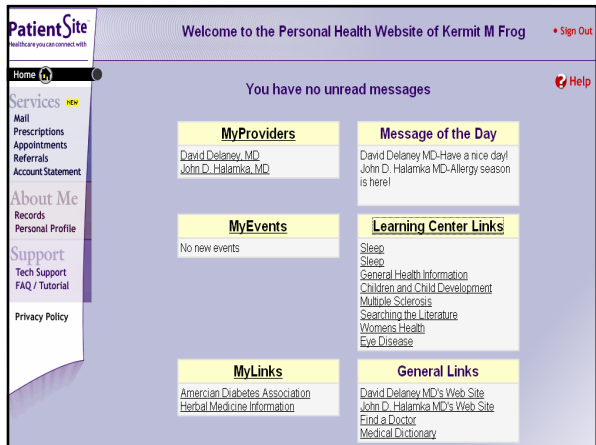 PatientSite
Healthcare you can connect with
Welcome to the Personal Health Website of Kermit M Frog
• Sign Out
Home
Help
You have no unread messages
Services NEW
Mail
Prescriptions
Appointments
Referrals
Account Statement
About Me
Records
Personal Profile
Support
Tech Support
FAQ / Tutorial
Privacy Policy
MyProviders
David Delaney, MD
John D. Halamka, MD
Message of the Day
David Delaney MD-Have a nice day!
John D. Halamka MD-Allergy season
is here!
MyEvents
No new events
Learning Center Links
Sleep
Sleep
General Health Information
Children and Child Development
Multiple Sclerosis
Searching the Literature
Womens Health
Eye Disease
MyLinks
Amercian Diabetes Association
Herbal Medicine Information
General Links
David Delaney MD's Web Site
John D. Halamka MD's Web Site
Find a Doctor
Medical Dictionary